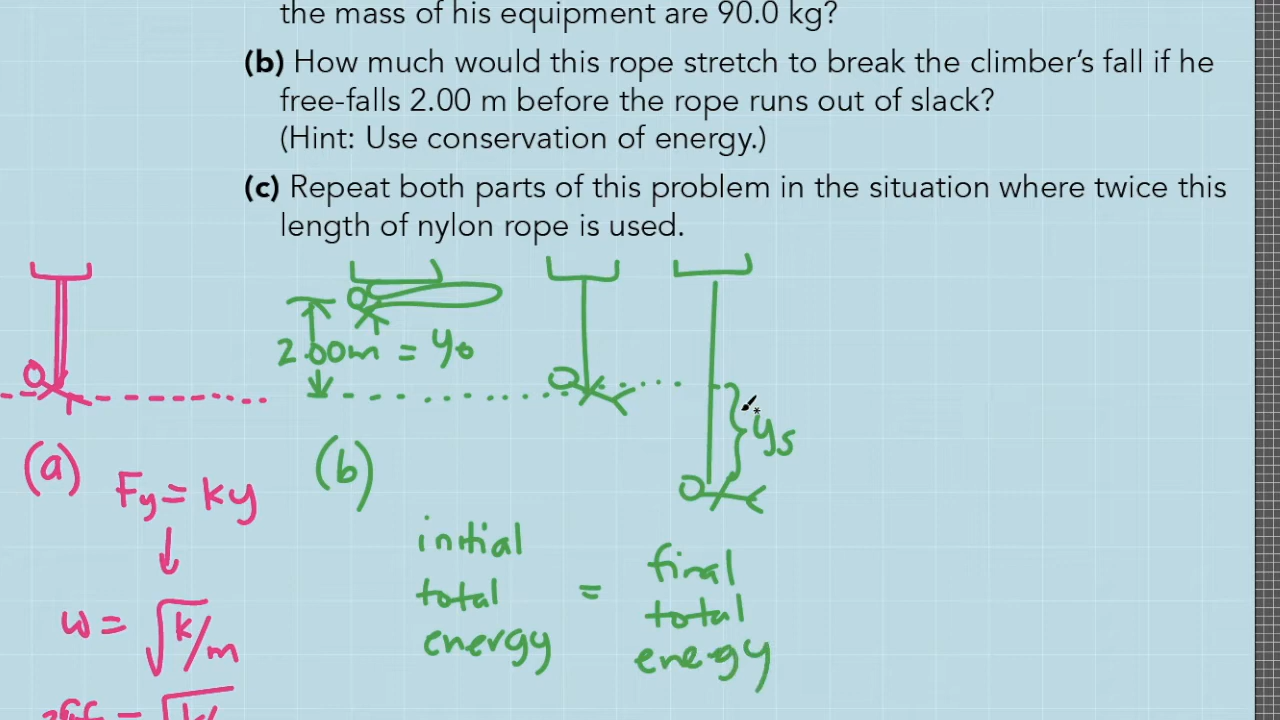 the mass of his equipment are 90.0 kg?
(b) How much would this rope stretch to break the climber's fall if he
free-falls 2.00 m before the rope runs out of slack?
(Hint: Use conservation of energy.)
(c) Repeat both parts of this problem in the situation where twice this
length of nylon rope is used.
2.00m = y₀
ys
(a)
Fy = ky
ω = √k/m
(b)
initial
total
energy
=
final
total
energy